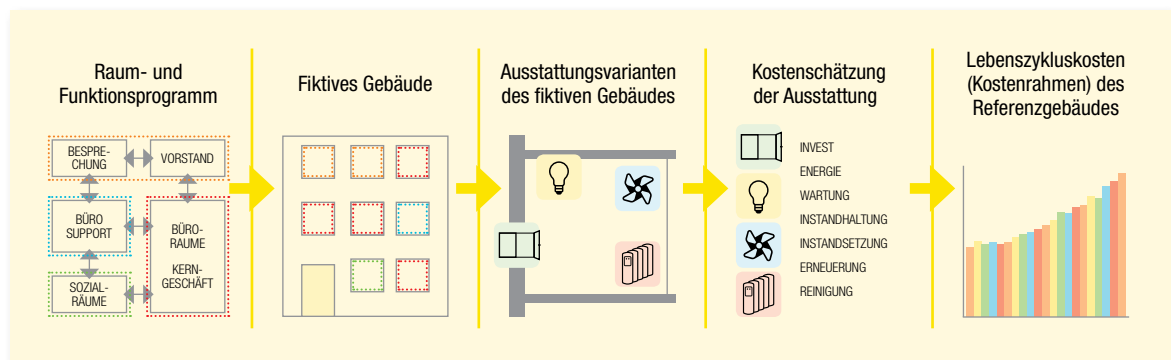 Raum- und
Funktionsprogramm
BESPRE-
CHUNG
VORSTAND
BÜRO
SUPPORT
BÜRO-
RAUME
KERN-
GESCHÄFT
SOZIAL-
RÄUME
Fiktives Gebäude
Ausstattungsvarianten
des fiktiven Gebäudes
Kostenschätzung
der Ausstattung
INVEST
ENERGIE
WARTUNG
INSTANDHALTUNG
INSTANDSETZUNG
ERNEUERUNG
REINIGUNG
Lebenszykluskosten
(Kostenrahmen) des
Referenzgebäudes